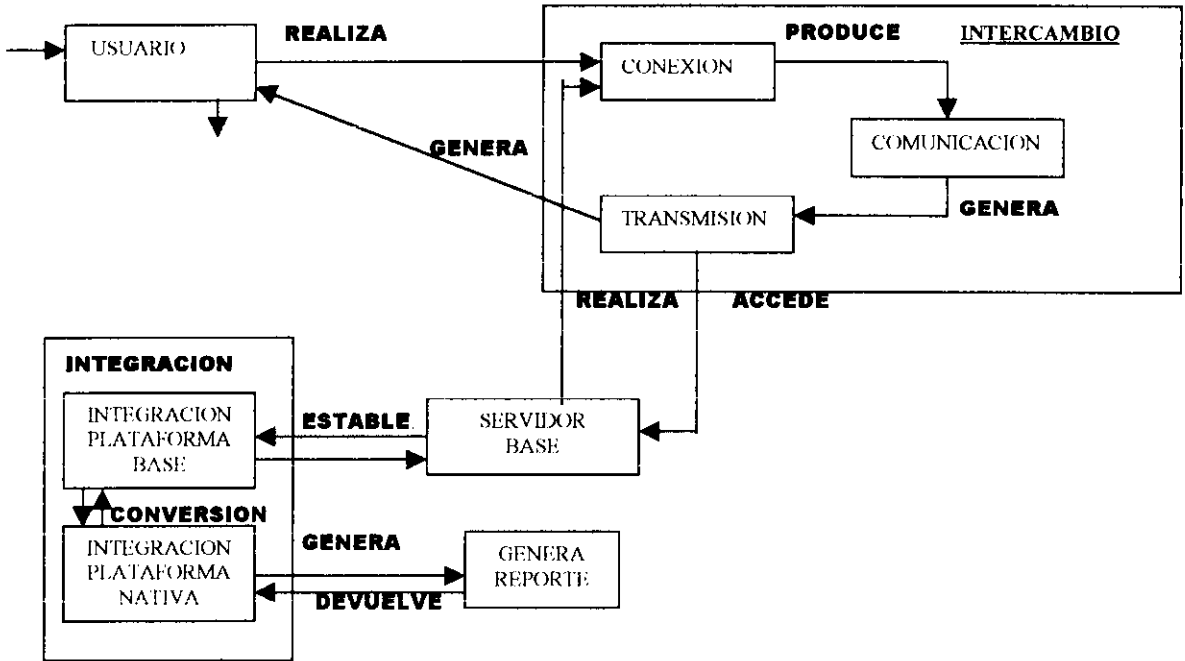 USUARIO
REALIZA
PRODUCE
INTERCAMBIO
CONEXION
COMUNICACION
GENERA
TRANSMISION
GENERA
REALIZA
ACCEDE
INTEGRACION
INTEGRACION
PLATAFORMA
BASE
ESTABLE.
SERVIDOR
BASE
CONVERSION
INTEGRACION
PLATAFORMA
NATIVA
GENERA
GENERA
REPORTE
DEVUELVE